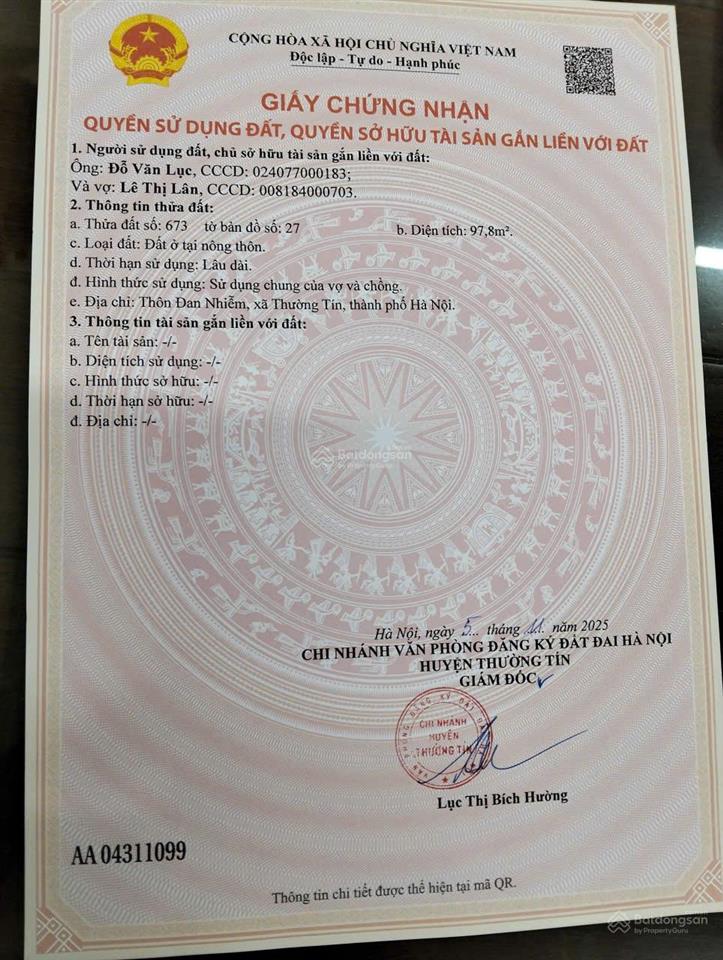 CỘNG HÒA XÃ HỘI CHỦ NGHĨA VIỆT NAM
Độc lập - Tự do - Hạnh phúc
GIẤY CHỨNG NHẬN
QUYỀN SỬ DỤNG ĐẤT, QUYỀN SỞ HỮU TÀI SẢN GẮN LIỀN VỚI ĐẤT
1. Người sử dụng đất, chủ sở hữu tài sản gắn liền với đất:
Ông: Đỗ Văn Lục, CCCD: 024077000183;
Và vợ: Lê Thị Lân, CCCD: 008184000703.
2. Thông tin thửa đất:
a. Thửa đất số: 673 tờ bản đồ số: 27 b. Diện tích: 97,8m².
c. Loại đất: Đất ở tại nông thôn.
d. Thời hạn sử dụng: Lâu dài.
đ. Hình thức sử dụng: Sử dụng chung của vợ và chồng.
e. Địa chỉ: Thôn Đan Nhiễm, xã Thường Tín, thành phố Hà Nội.
3. Thông tin tài sản gắn liền với đất:
a. Tên tài sản: -/-
b. Diện tích sử dụng: -/-
c. Hình thức sở hữu: -/-
d. Thời hạn sở hữu: -/-
đ. Địa chỉ: -/-
Batdongsan
by PropertyGuru
Hà Nội, ngày 5... tháng 11. năm 2025
CHI NHÁNH VĂN PHÒNG ĐĂNG KÝ ĐẤT ĐAI HÀ NỘI
HUYỆN THƯỜNG TÍN
GIÁM ĐỐC
CHI NHÁNH
HUYỆN
THƯỜNG TÍN
Lục Thị Bích Hường
AA 04311099
Thông tin chi tiết được thể hiện tại mã QR.
Batdongsan
by PropertyGuru